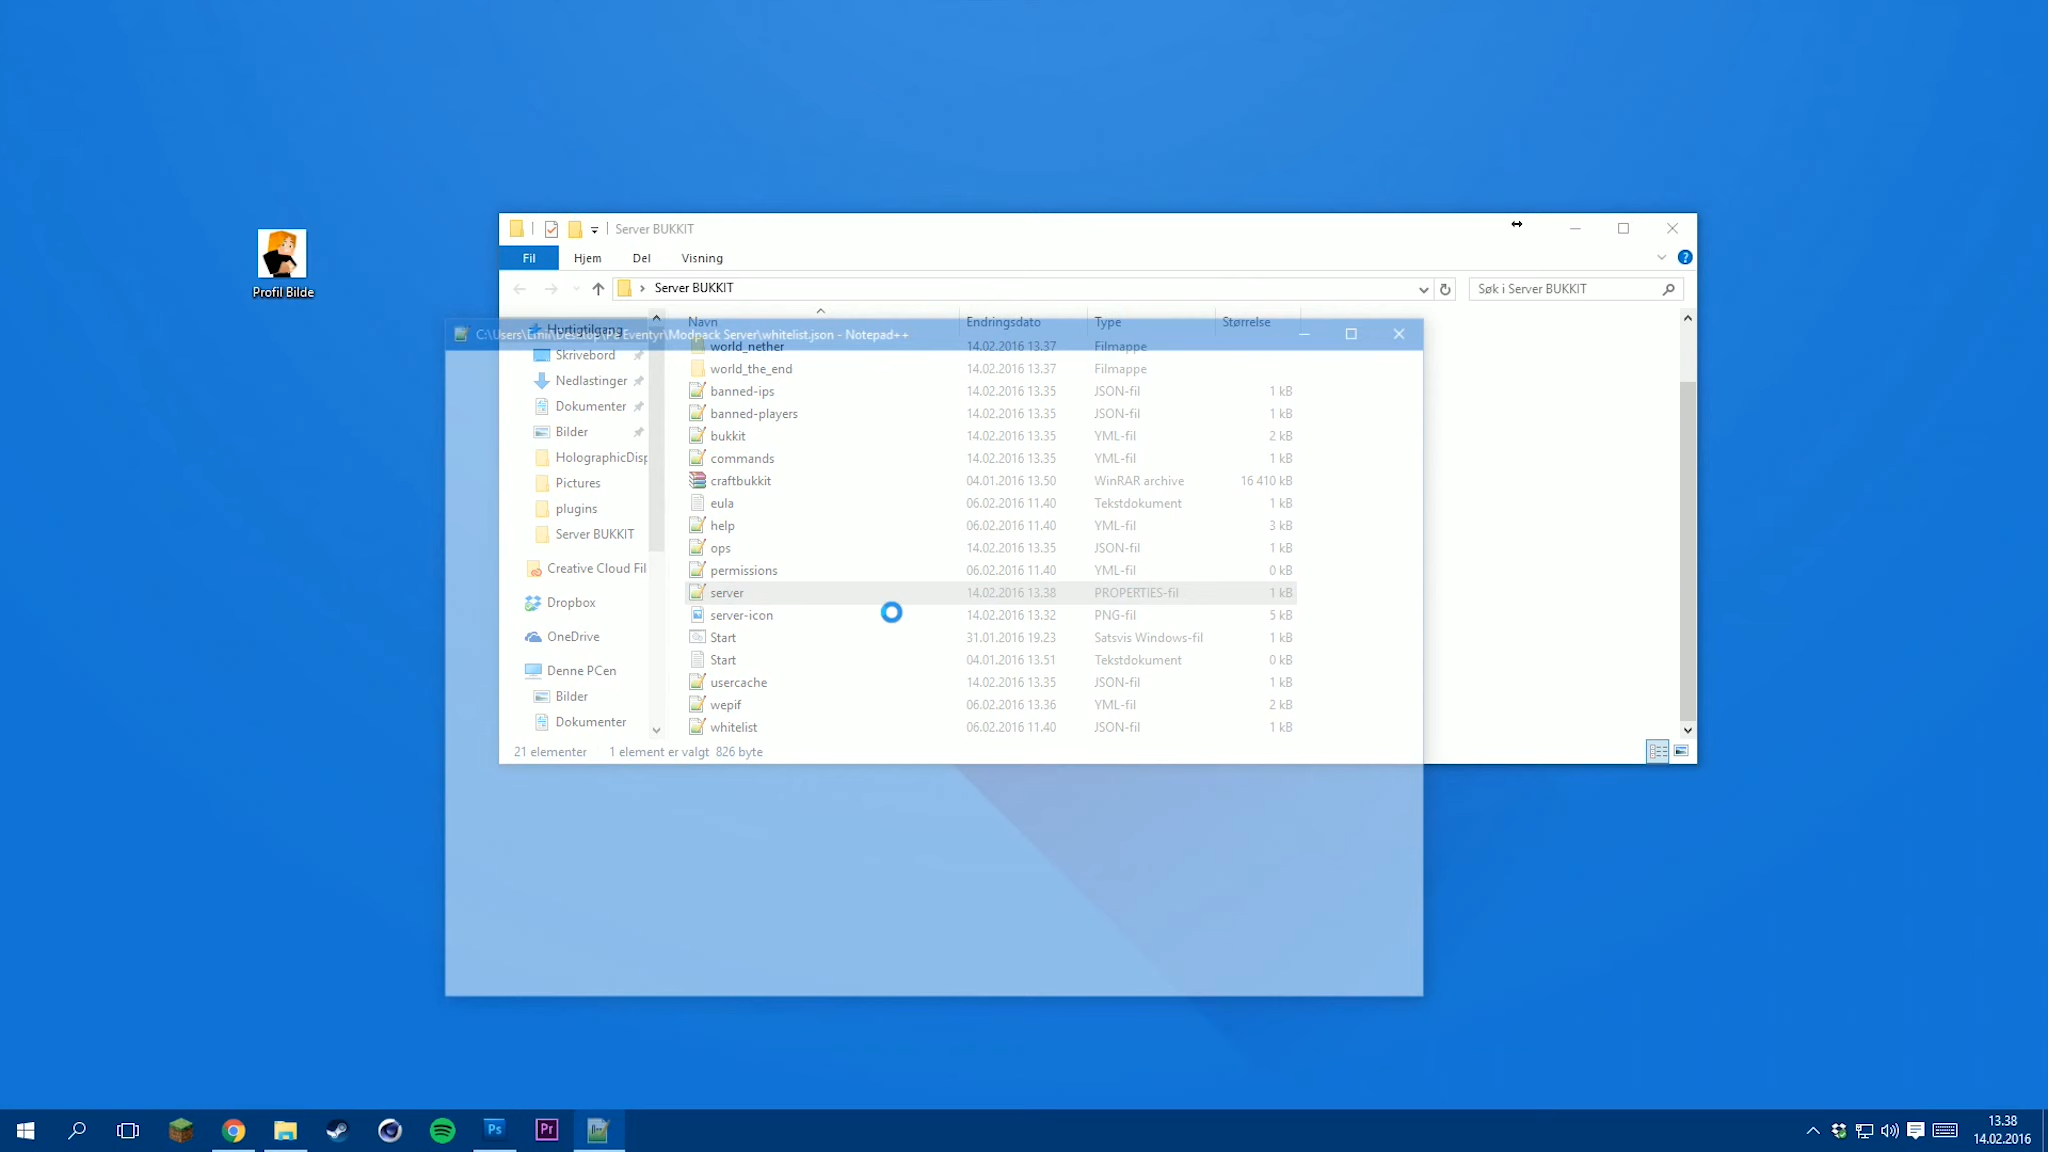 Profil Bilde
Server BUKKIT
Fil
Hjem
Del
Visning
Server BUKKIT
Søk i Server BUKKIT
Navn
Endringsdato
Type
Størrelse
C:\Users\Emil\Desktop\Pc Eventyr\Modpack Server\whitelist.json - Notepad++
Hurtigtilgang
Skrivebord
Nedlastinger
Dokumenter
Bilder
HolographicDisp
Pictures
plugins
Server BUKKIT
Creative Cloud Fil
Dropbox
OneDrive
Denne PCen
Bilder
Dokumenter
world_nether 14.02.2016 13.37 Filmappe
world_the_end 14.02.2016 13.37 Filmappe
banned-ips 14.02.2016 13.35 JSON-fil 1 kB
banned-players 14.02.2016 13.35 JSON-fil 1 kB
bukkit 14.02.2016 13.35 YML-fil 2 kB
commands 14.02.2016 13.35 YML-fil 1 kB
craftbukkit 04.01.2016 13.50 WinRAR archive 16 410 kB
eula 06.02.2016 11.40 Tekstdokument 1 kB
help 06.02.2016 11.40 YML-fil 3 kB
ops 14.02.2016 13.35 JSON-fil 1 kB
permissions 06.02.2016 11.40 YML-fil 0 kB
server 14.02.2016 13.38 PROPERTIES-fil 1 kB
server-icon 14.02.2016 13.32 PNG-fil 5 kB
Start 31.01.2016 19.23 Satsvis Windows-fil 1 kB
Start 04.01.2016 13.51 Tekstdokument 0 kB
usercache 14.02.2016 13.35 JSON-fil 1 kB
wepif 06.02.2016 13.36 YML-fil 2 kB
whitelist 06.02.2016 11.40 JSON-fil 1 kB
21 elementer 1 element er valgt 826 byte
Ps
Pr
13.38
14.02.2016